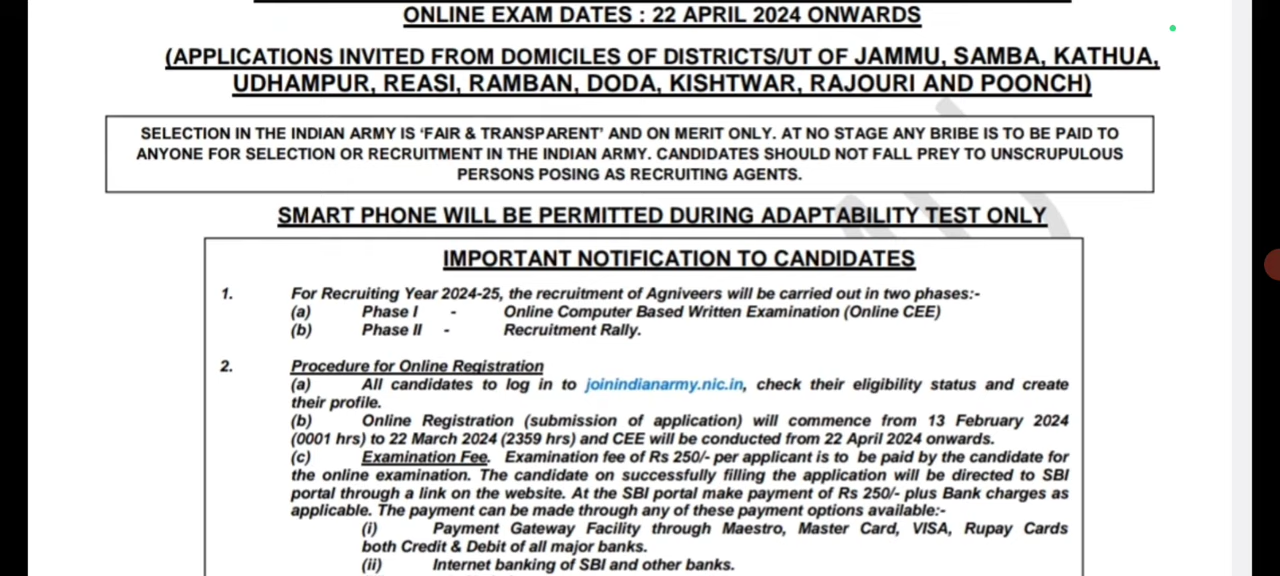 ONLINE EXAM DATES : 22 APRIL 2024 ONWARDS
(APPLICATIONS INVITED FROM DOMICILES OF DISTRICTS/UT OF JAMMU, SAMBA, KATHUA,
UDHAMPUR, REASI, RAMBAN, DODA, KISHTWAR, RAJOURI AND POONCH)
SELECTION IN THE INDIAN ARMY IS ‘FAIR & TRANSPARENT’ AND ON MERIT ONLY. AT NO STAGE ANY BRIBE IS TO BE PAID TO
ANYONE FOR SELECTION OR RECRUITMENT IN THE INDIAN ARMY. CANDIDATES SHOULD NOT FALL PREY TO UNSCRUPULOUS
PERSONS POSING AS RECRUITING AGENTS.
SMART PHONE WILL BE PERMITTED DURING ADAPTABILITY TEST ONLY
IMPORTANT NOTIFICATION TO CANDIDATES
1. For Recruiting Year 2024-25, the recruitment of Agniveers will be carried out in two phases:-
(a) Phase I - Online Computer Based Written Examination (Online CEE)
(b) Phase II - Recruitment Rally.
2. Procedure for Online Registration
(a) All candidates to log in to joinindianarmy.nic.in, check their eligibility status and create
their profile.
(b) Online Registration (submission of application) will commence from 13 February 2024
(0001 hrs) to 22 March 2024 (2359 hrs) and CEE will be conducted from 22 April 2024 onwards.
(c) Examination Fee. Examination fee of Rs 250/- per applicant is to be paid by the candidate for
the online examination. The candidate on successfully filling the application will be directed to SBI
portal through a link on the website. At the SBI portal make payment of Rs 250/- plus Bank charges as
applicable. The payment can be made through any of these payment options available:-
(i) Payment Gateway Facility through Maestro, Master Card, VISA, Rupay Cards
both Credit & Debit of all major banks.
(ii) Internet banking of SBI and other banks.